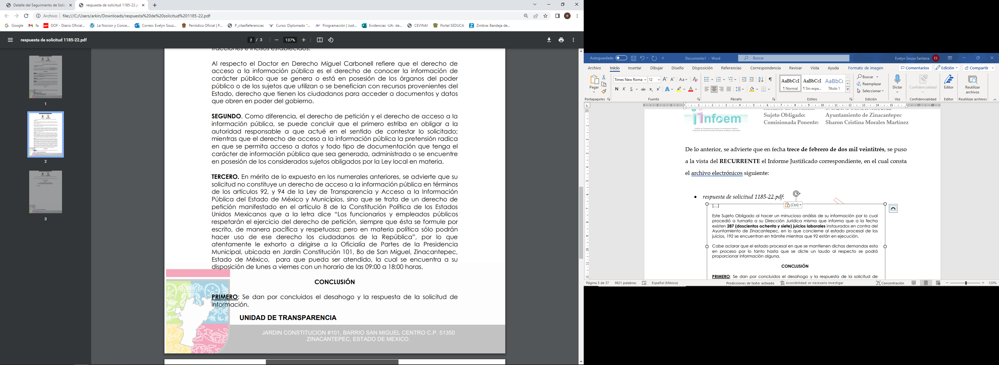 Detalle del Seguimiento de Solic
respuesta de solicitud 1185-22.p
Archivo
file:///C:/Users/arkin/Downloads/respuesta%20de%20solicitud%201185-22.pdf
Google
fa
DOF - Diario Oficial...
La Nocion y Conce...
Correo: Evelyn Souz...
Periódico Oficial | P...
P_citasReferencias
Curso: Diplomado "...
Programación | Just...
Evidencias -UA- de...
CEVINAI
Portal SEDUCA
Zimbra: Bandeja de...
respuesta de solicitud 1185-22.pdf
2 / 3
137%
1
2
3
fracciones e incisos establecidos.
Al respecto el Doctor en Derecho Miguel Carbonell refiere que el derecho de
acceso a la información pública es el derecho de conocer la información de
carácter público que se genera o está en posesión de los órganos del poder
público o de los sujetos que utilizan o se benefician con recursos provenientes del
Estado, derecho que tienen los ciudadanos para acceder a documentos y datos
que obren en poder del gobierno.
SEGUNDO. Como diferencia, el derecho de petición y el derecho de acceso a la
información pública, se puede concluir que el primero estriba en obligar a la
autoridad responsable a que actué en el sentido de contestar lo solicitado;
mientras que el derecho de acceso a la información pública la pretensión radica
en que se permita acceso a datos y todo tipo de documentación que tenga el
carácter de información pública que sea generada, administrada o se encuentre
en posesión de los considerados sujetos obligados por la Ley local en materia.
TERCERO. En mérito de lo expuesto en los numerales anteriores, se advierte que su
solicitud no constituye un derecho de acceso a la información pública en términos
de los artículos 92, y 94 de la Ley de Transparencia y Acceso a la Información
Pública del Estado de México y Municipios, sino que se trata de un derecho de
petición manifestado en el artículo 8 de la Constitución Política de los Estados
Unidos Mexicanos que a la letra dice “Los funcionarios y empleados públicos
respetarán el ejercicio del derecho de petición, siempre que ésta se formule por
escrito, de manera pacífica y respetuosa; pero en materia política sólo podrán
hacer uso de ese derecho los ciudadanos de la República”, por lo que
atentamente le exhorto a dirigirse a la Oficialía de Partes de la Presidencia
Municipal, ubicada en Jardín Constitución 101, Bo de San Miguel, Zinacantepec,
Estado de México, para que pueda ser atendido, la cual se encuentra a su
disposición de lunes a viernes con un horario de las 09:00 a 18:00 horas.
CONCLUSIÓN
PRIMERO: Se dan por concluidos el desahogo y la respuesta de la solicitud de
información.
UNIDAD DE TRANSPARENCIA
JARDIN CONSTITUCION #101, BARRIO SAN MIGUEL CENTRO C.P. 51350
ZINACANTEPEC, ESTADO DE MEXICO.
Autoguardado
Documento1 - Word
Buscar
Evelyn Souza Santana
ES
Archivo
Inicio
Insertar
Dibujar
Diseño
Disposición
Referencias
Correspondencia
Revisar
Vista
Ayuda
Formato de imagen
Comentarios
Edición
Compartir
Pegar
Times New Roma
12
AaBbCcI
AaBbCcI
AaBbCc
¶ Normal
¶ Sin espa...
Título 1
Buscar
Reemplazar
Seleccionar
Dictar
Confidencialidad
Editor
Reutilizar
archivos
Portapapeles
Fuente
Párrafo
Estilos
Edición
Voz
Confidencialidad
Editor
Reutilizar archivos
infoem
Instituto de Transparencia, Acceso a la Información Pública y
Protección de Datos Personales del Estado de México y Municipios
Sujeto Obligado: Ayuntamiento de Zinacantepec
Comisionada Ponente: Sharon Cristina Morales Martínez
De lo anterior, se advierte que en fecha trece de febrero de dos mil veintitrés, se puso
a la vista del RECURRENTE el Informe Justificado correspondiente, en el cual consta
el archivo electrónicos siguiente:
• respuesta de solicitud 1185-22.pdf:
(Ctrl)
[...]
Este Sujeto Obligado al hacer un minucioso análisis de su información por lo cual
procedió a turnarla a su Dirección Jurídica misma que informa que a la fecha
existen 287 (doscientos ochenta y siete) juicios laborales instaurados en contra del
Ayuntamiento de Zinacantepec, en lo que concierne al estado procesal de los
juicios, 192 se encuentran en trámite mientras que 92 están en ejecución.
Cabe aclarar que el estado procesal en que se mantienen dichas demandas esta
en proceso por lo tanto hasta que se dicte un laudo al respecto se podrá
proporcionar información alguna.
CONCLUSIÓN
PRIMERO: Se dan por concluidos el desahogo y la respuesta de la solicitud de
Página 5 de 37
9821 palabras
Español (México)
Predicciones de texto: activado
Accesibilidad: es necesario investigar
Concentración
120%